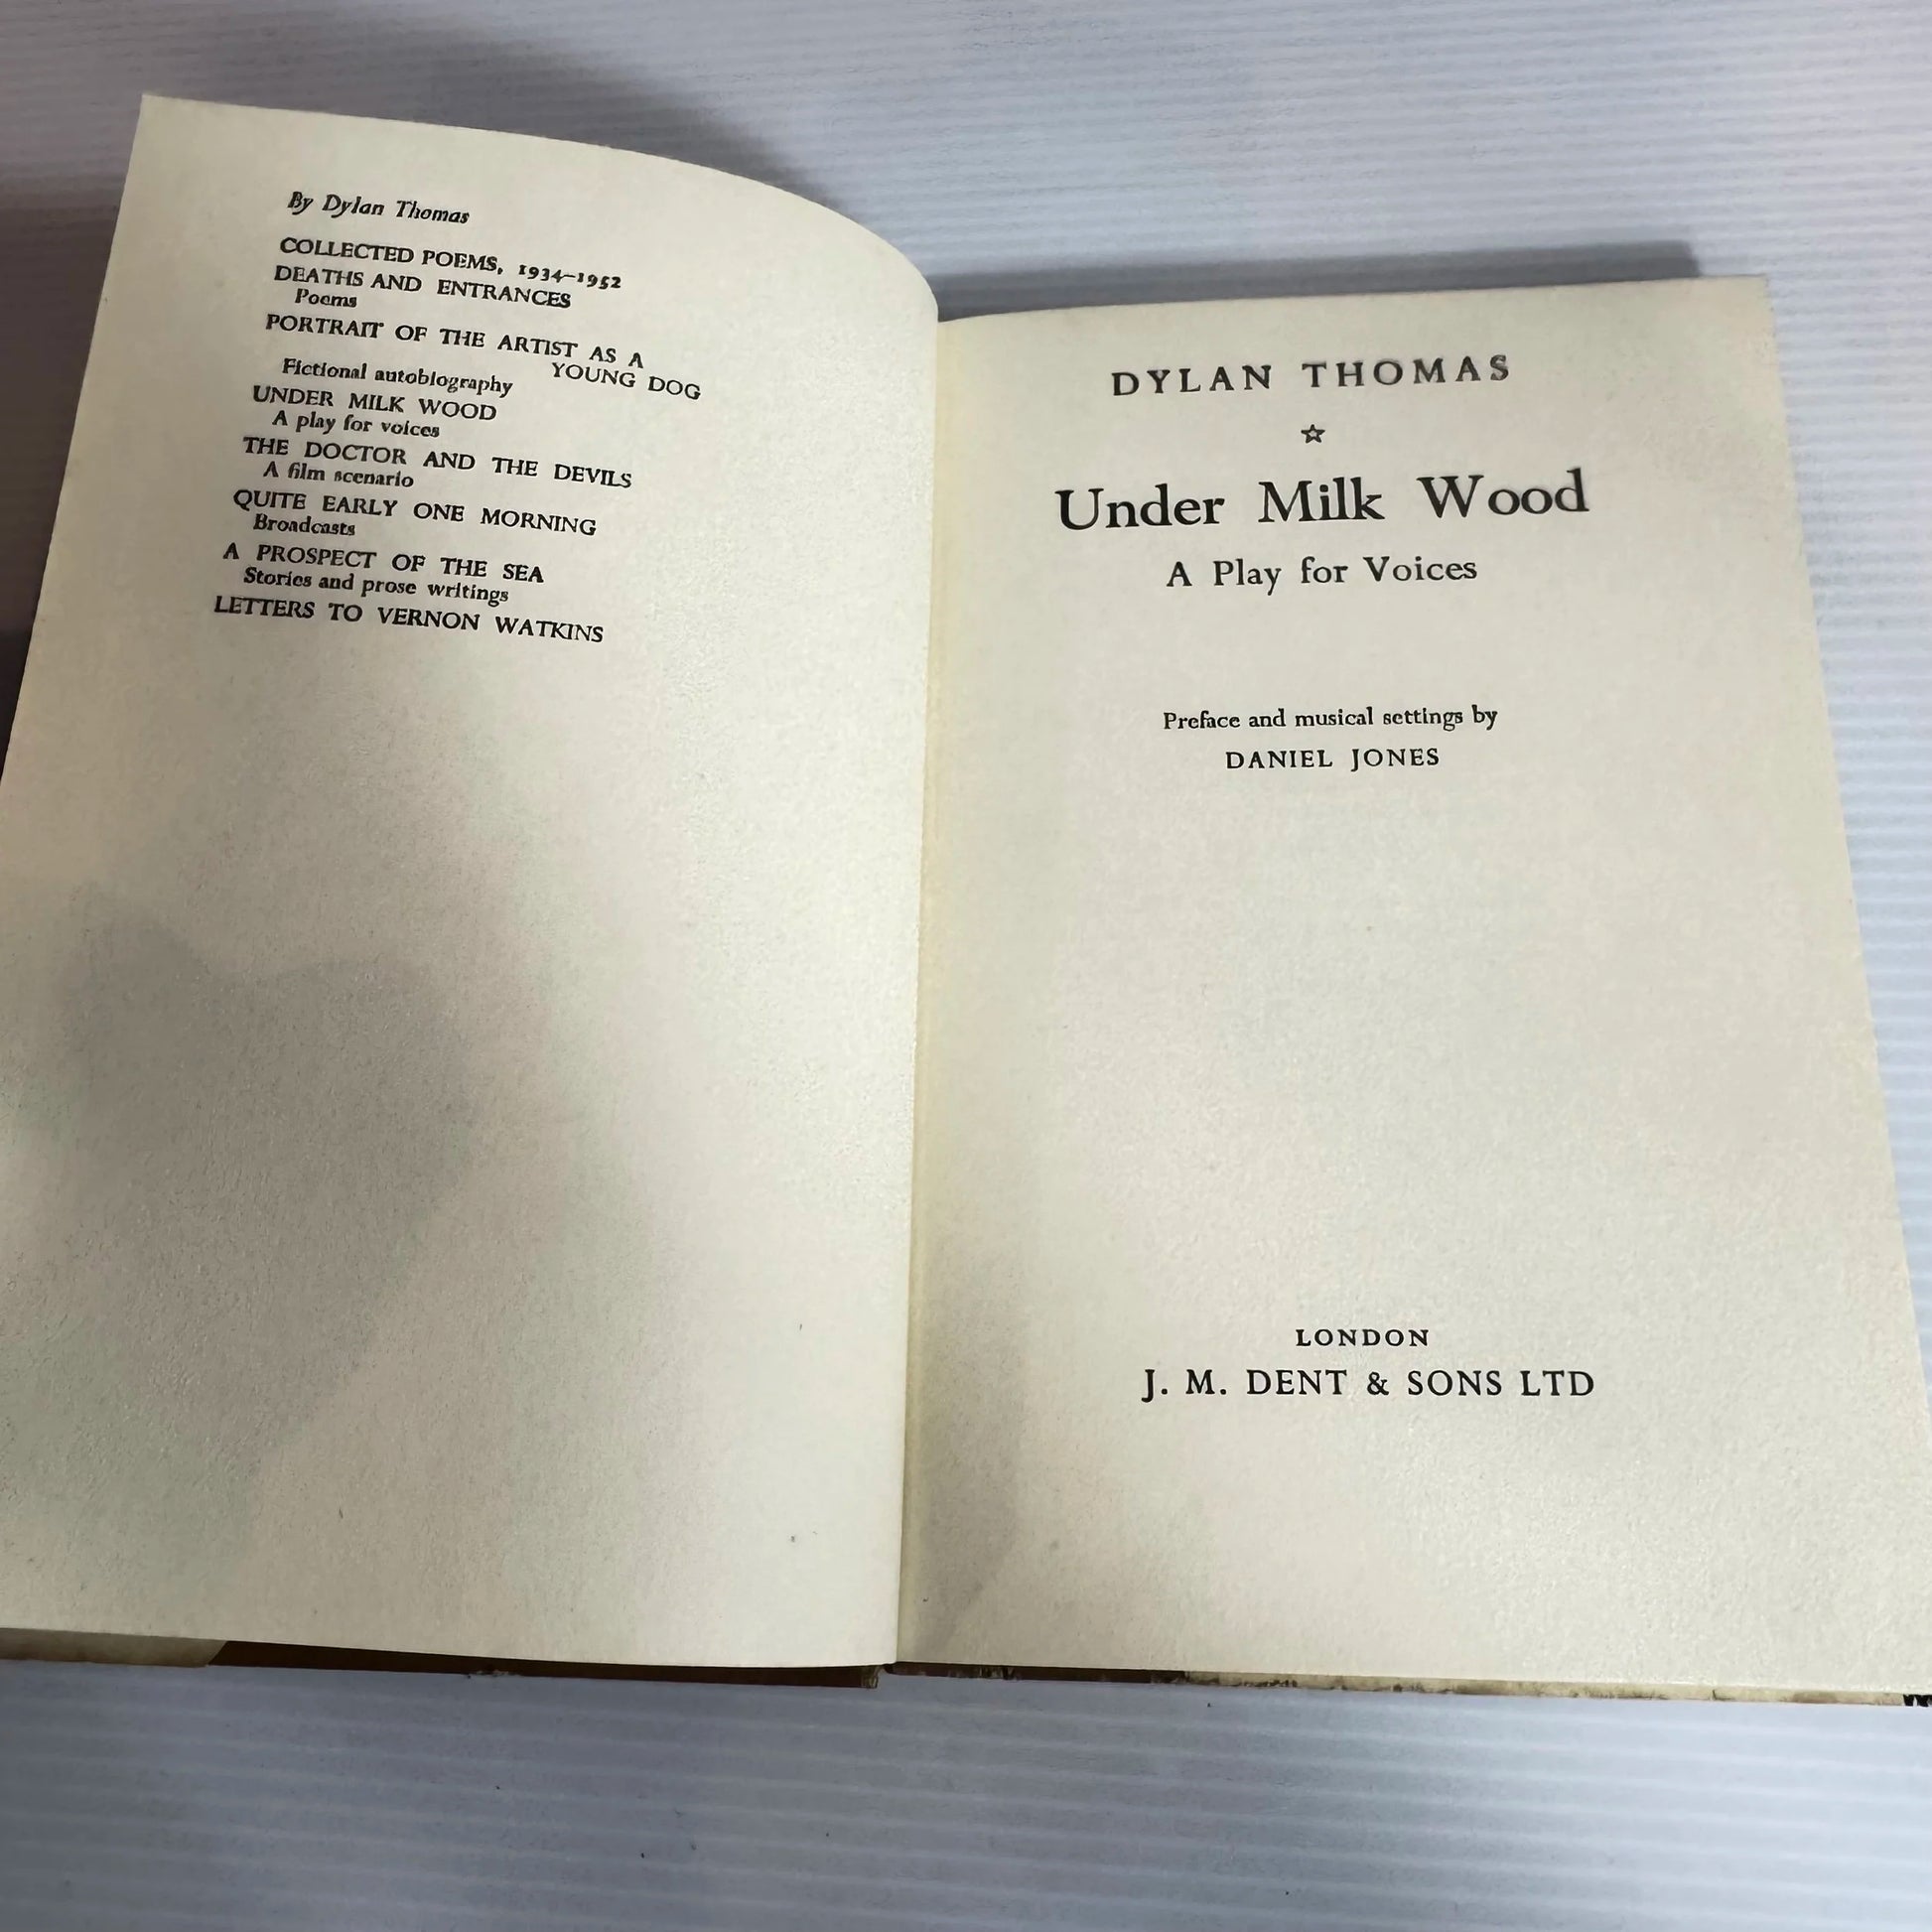 By Dylan Thomas
COLLECTED POEMS, 1934–1952
DEATHS AND ENTRANCES
Poems
PORTRAIT OF THE ARTIST AS A
YOUNG DOG
Fictional autobiography
UNDER MILK WOOD
A play for voices
THE DOCTOR AND THE DEVILS
A film scenario
QUITE EARLY ONE MORNING
Broadcasts
A PROSPECT OF THE SEA
Stories and prose writings
LETTERS TO VERNON WATKINS
DYLAN THOMAS
☆
Under Milk Wood
A Play for Voices
Preface and musical settings by
DANIEL JONES
LONDON
J. M. DENT & SONS LTD